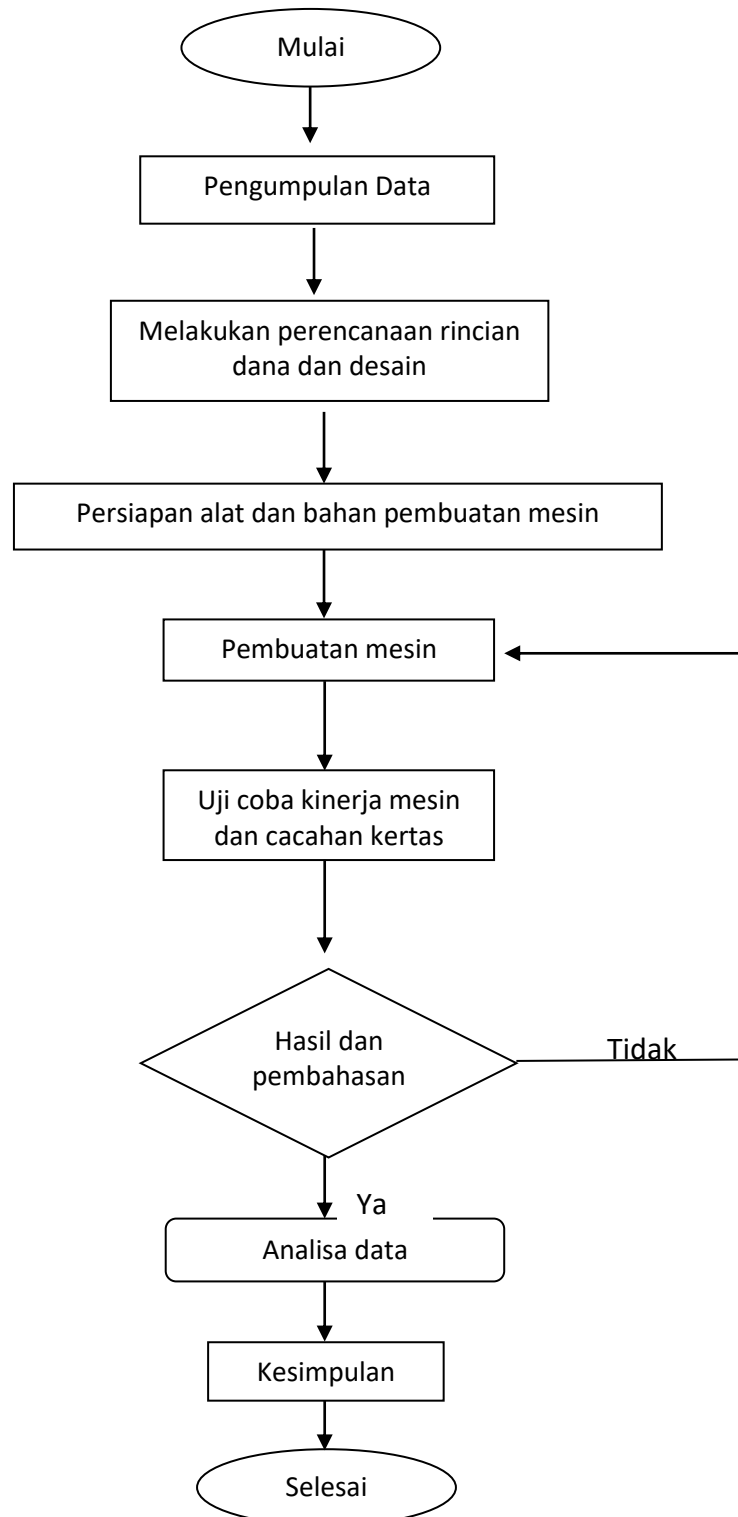 Mulai
Pengumpulan Data
Melakukan perencanaan rincian
dana dan desain
Persiapan alat dan bahan pembuatan mesin
Pembuatan mesin
Uji coba kinerja mesin
dan cacahan kertas
Hasil dan
pembahasan
Tidak
Ya
Analisa data
Kesimpulan
Selesai